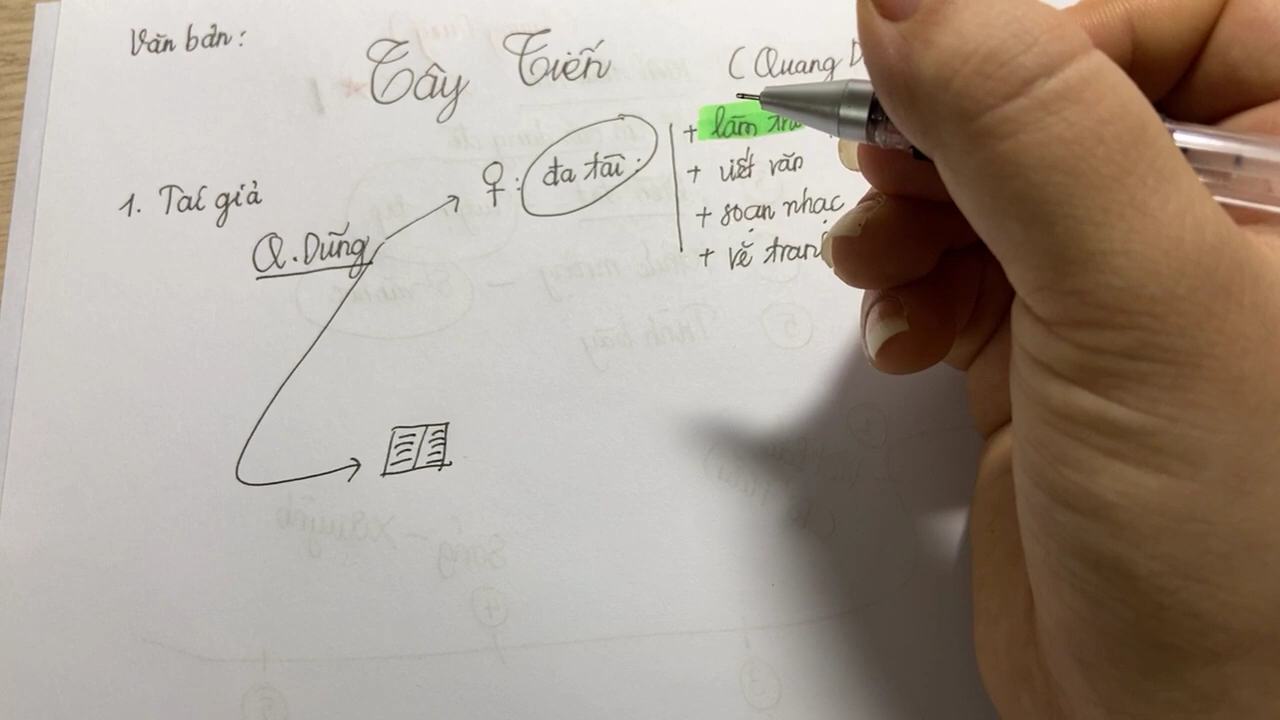 Văn bản:
Tây Tiến
( Quang
1. Tác giả
Q. Dũng
♀: đa tài:
+ làm
+ viết văn
+ soạn nhạc
+ vẽ tranh